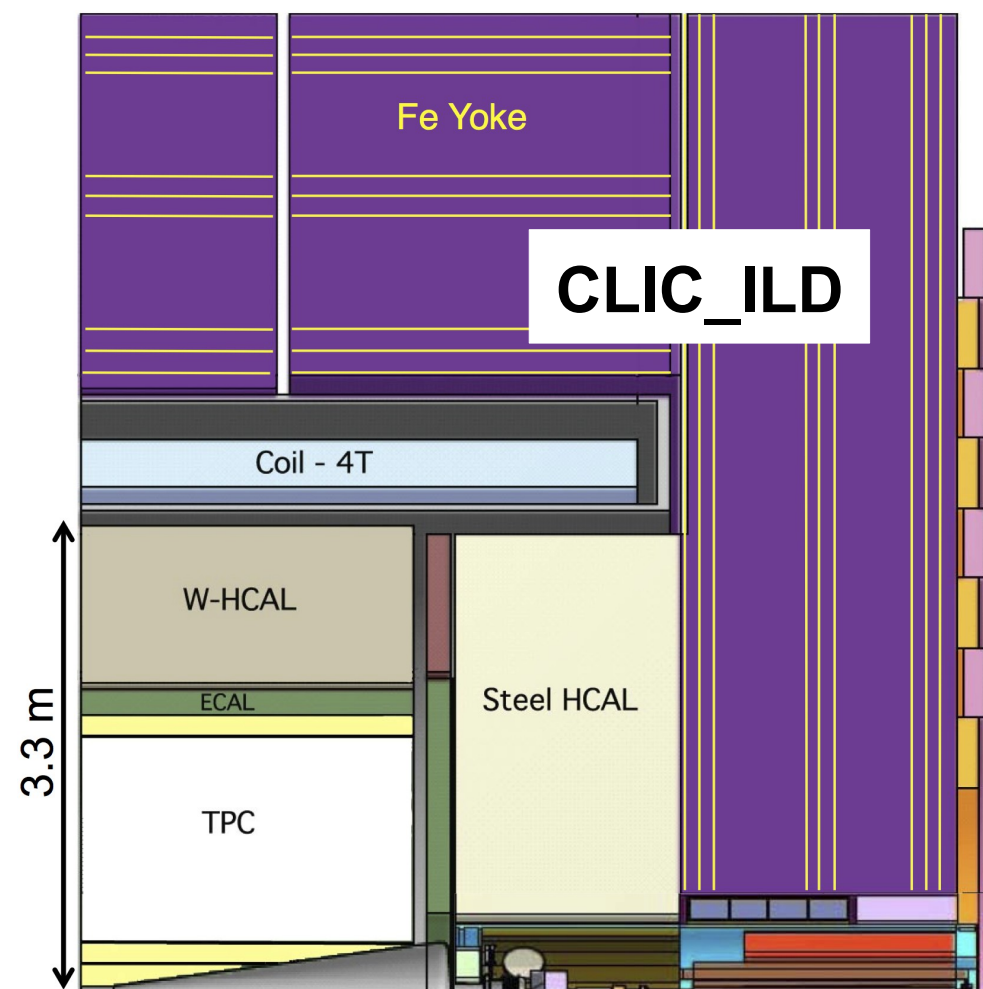 Fe Yoke
CLIC_ILD
Coil - 4T
W-HCAL
ECAL
Steel HCAL
3.3 m
TPC